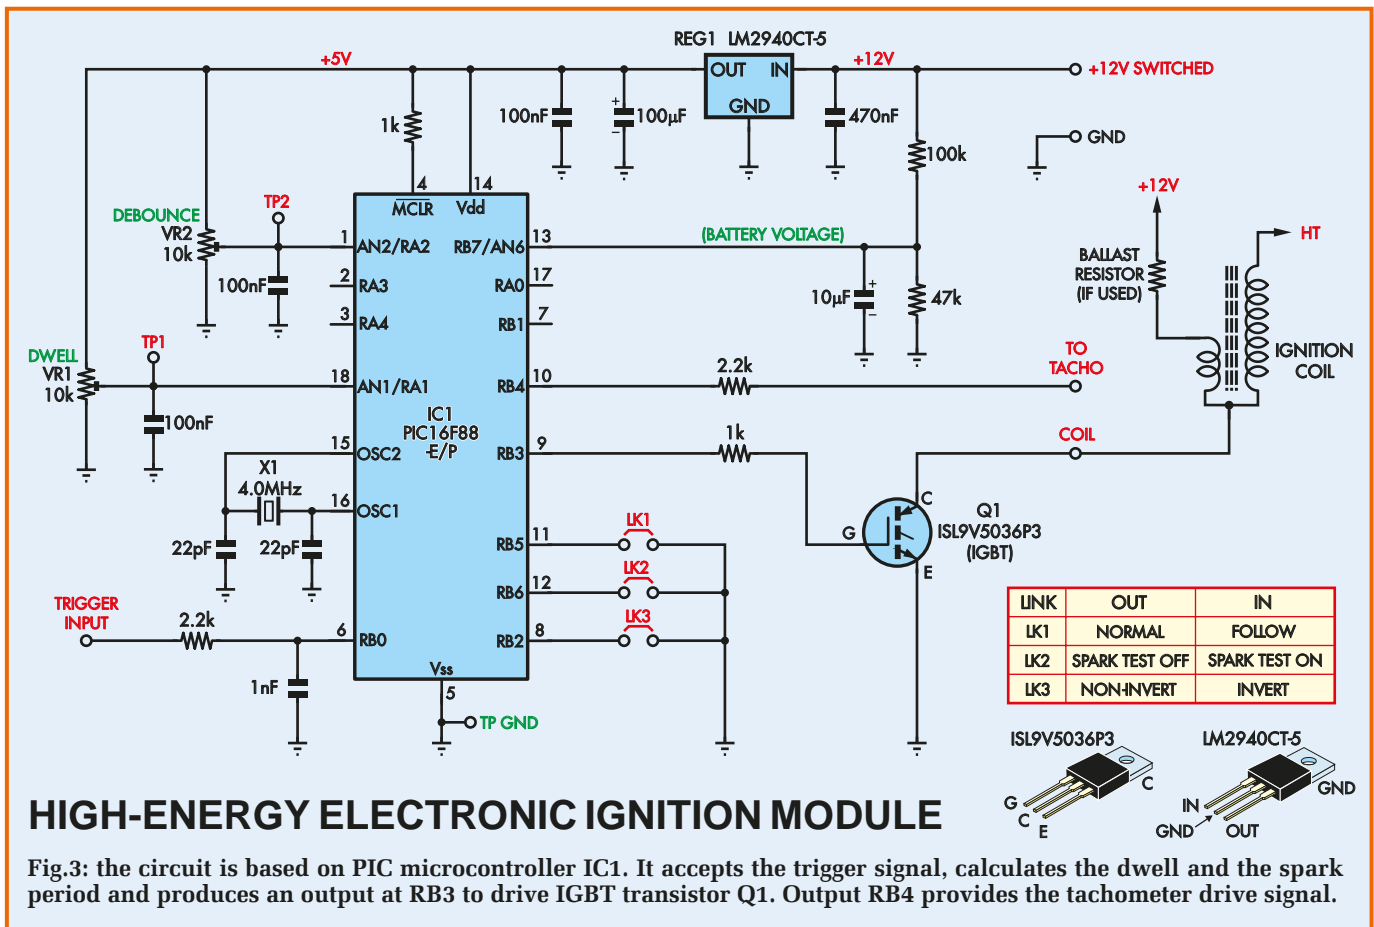 REG1 LM2940CT-5
+5V
OUT IN
GND
+12V
+12V SWITCHED
1k
100nF
+
100µF
−
470nF
GND
100k
4
14
MCLR
Vdd
+12V
DEBOUNCE
VR2
10k
TP2
1
AN2/RA2
RB7/AN6
13
(BATTERY VOLTAGE)
HT
BALLAST
RESISTOR
(IF USED)
100nF
2
RA3
RA0
17
10µF
+
−
47k
3
RA4
RB1
7
DWELL
VR1
10k
TP1
TO
TACHO
IGNITION
COIL
2.2k
18
AN1/RA1
RB4
10
100nF
IC1
PIC16F88
-E/P
1k
COIL
15
OSC2
RB3
9
X1
4.0MHz
16
OSC1
C
Q1
ISL9V5036P3
(IGBT)
G
E
22pF
22pF
LK1
11
RB5
LK2
12
RB6
LK3
8
RB2
TRIGGER
INPUT
2.2k
6
RB0
1nF
Vss
5
TP GND
LINK OUT IN
LK1 NORMAL FOLLOW
LK2 SPARK TEST OFF SPARK TEST ON
LK3 NON-INVERT INVERT
ISL9V5036P3
G
C
E
C
LM2940CT-5
IN
GND
OUT
GND
HIGH-ENERGY ELECTRONIC IGNITION MODULE
Fig.3: the circuit is based on PIC microcontroller IC1. It accepts the trigger signal, calculates the dwell and the spark
period and produces an output at RB3 to drive IGBT transistor Q1. Output RB4 provides the tachometer drive signal.